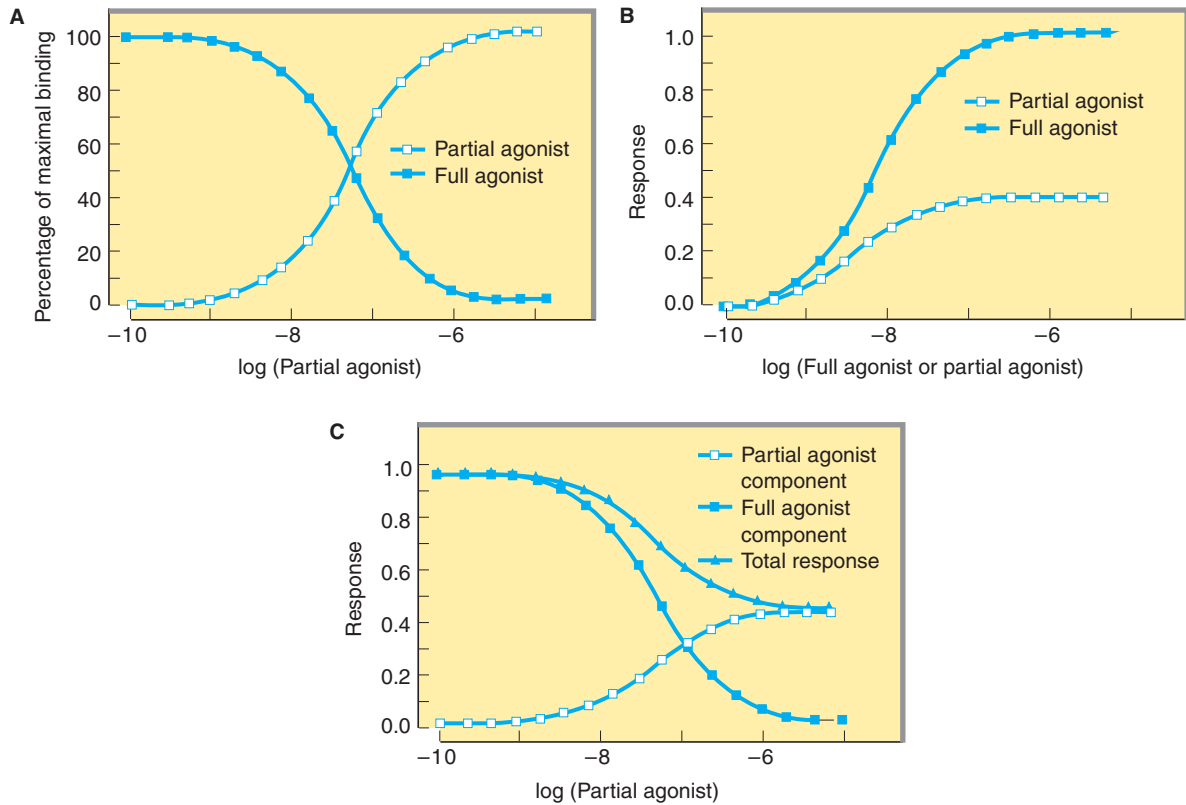 A
Percentage of maximal binding
100
80
60
40
20
0
Partial agonist
Full agonist
−10
−8
−6
log (Partial agonist)
B
Response
1.0
0.8
0.6
0.4
0.2
0.0
Partial agonist
Full agonist
−10
−8
−6
log (Full agonist or partial agonist)
C
Response
1.0
0.8
0.6
0.4
0.2
0.0
Partial agonist
component
Full agonist
component
Total response
−10
−8
−6
log (Partial agonist)